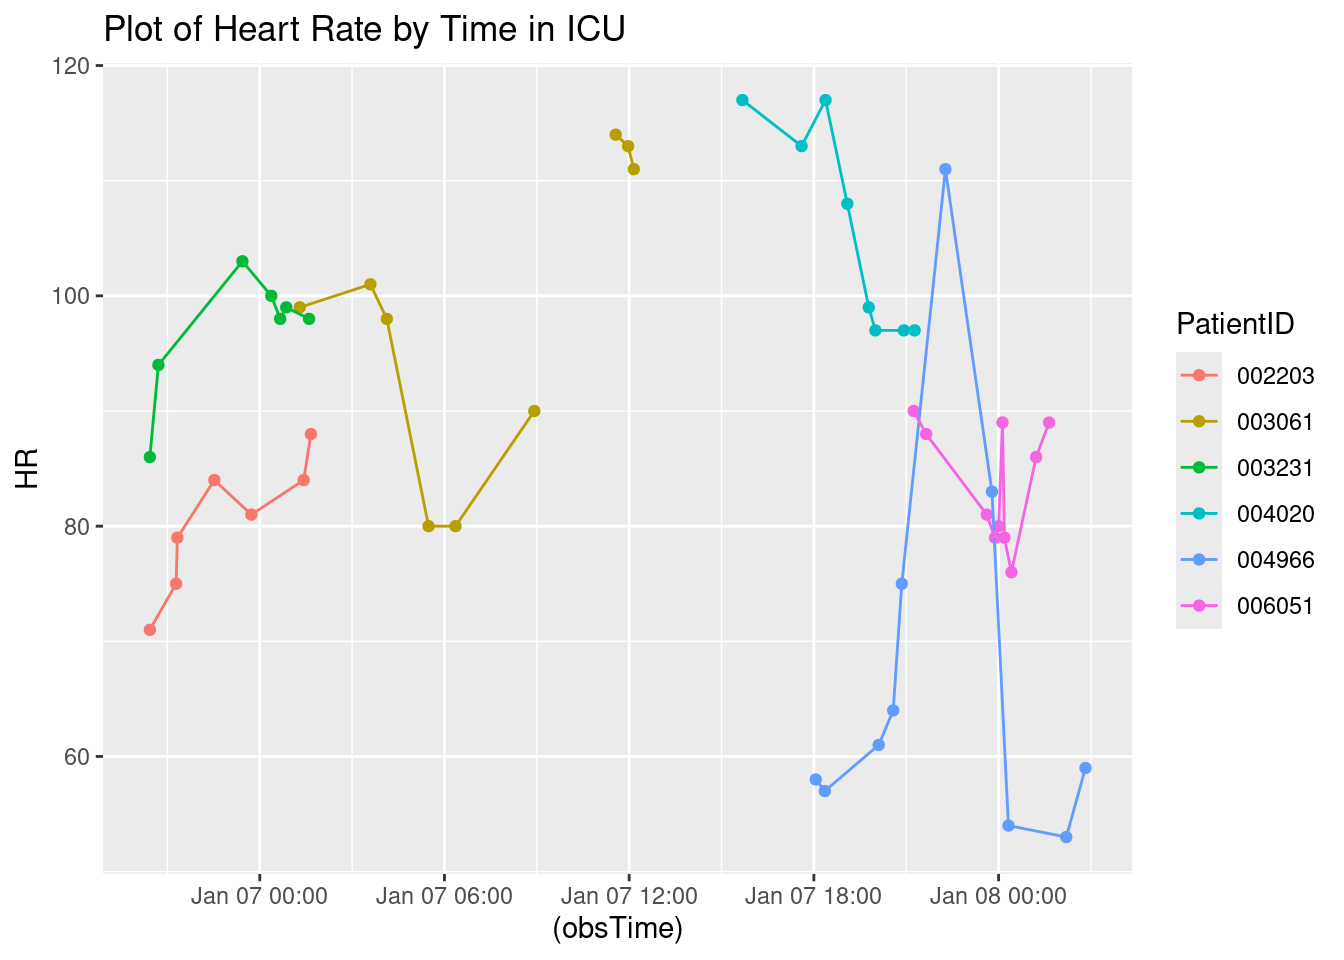 Plot of Heart Rate by Time in ICU
120
100
80
60
HR
Jan 07 00:00
Jan 07 06:00
Jan 07 12:00
Jan 07 18:00
Jan 08 00:00
(obsTime)
PatientID
002203
003061
003231
004020
004966
006051